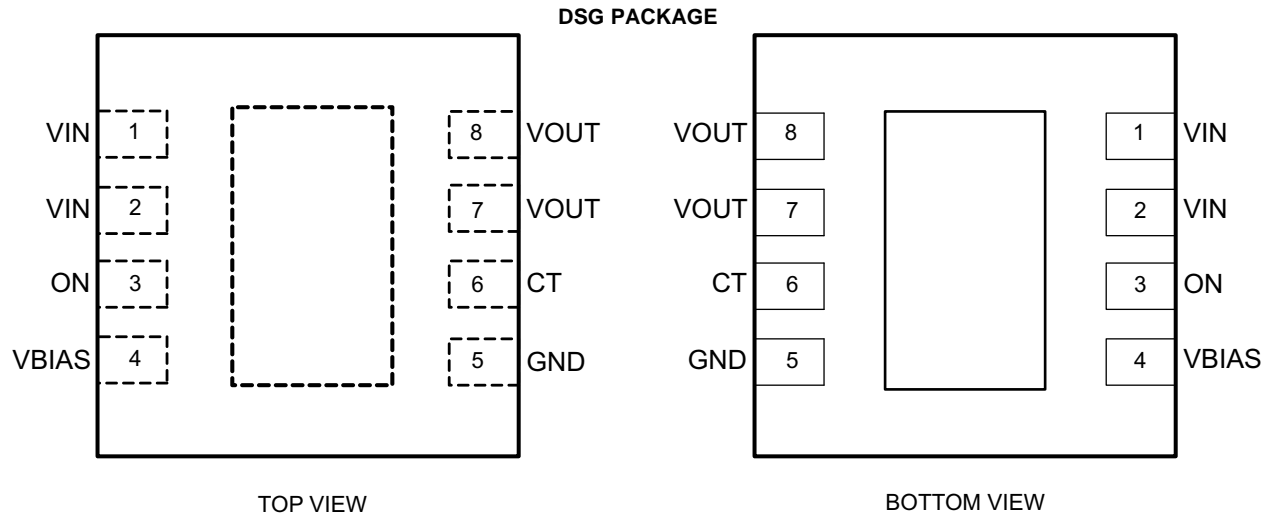 DSG PACKAGE
VIN 1 8 VOUT
VIN 2 7 VOUT
ON 3 6 CT
VBIAS 4 5 GND
TOP VIEW
VOUT 8 1 VIN
VOUT 7 2 VIN
CT 6 3 ON
GND 5 4 VBIAS
BOTTOM VIEW